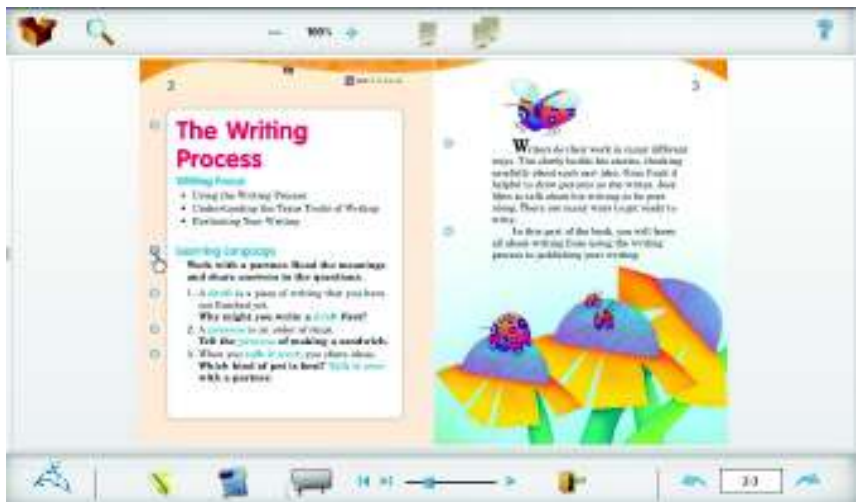 100%
2
3
The Writing
Process
Writing Focus
• Using the Writing Process
• Understanding the Traits of Writing
• Evaluating Your Writing
Learning Language
Work with a partner. Read the meanings
and share answers to the questions.
1. A draft is a piece of writing that you have
not finished yet.
Why might you write a draft first?
2. A process is an order of steps.
Tell the process of making a sandwich.
3. When you talk it over, you share ideas.
Which kind of pet is best? Talk it over
with a partner.
Writers do their work in many different
ways. Tim slowly builds his stories, thinking
carefully about each new idea. finds it
helpful to draw pictures as she writes.
likes to talk about his writing as he goes
along. There are many ways to get ready to
write.
In this part of the book, you will learn
all about writing from using the writing
process to publishing your writing.
2-3